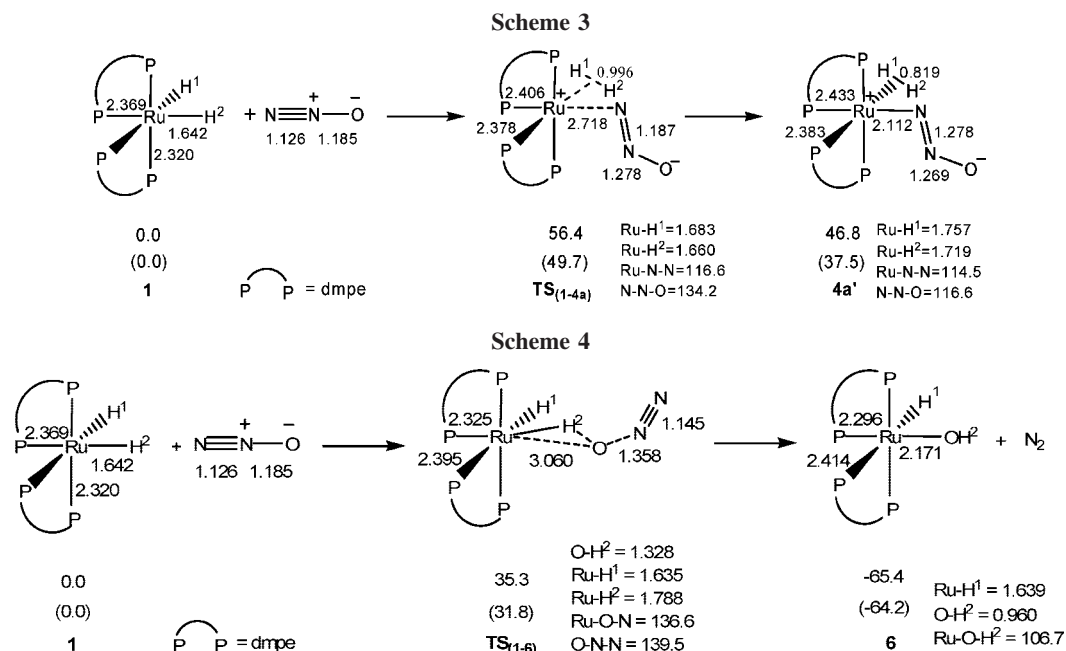 Scheme 3
P P P P 2.369 Ru H¹ H² 1.642 2.320
+ N≡N⁺—O⁻
1.126 1.185
P P P P 2.406 Ru⁺ H¹ 0.996 H² 2.378 2.718 N N 1.187 O⁻ 1.278
P P P P 2.433 Ru⁺ H¹ 0.819 H² 2.383 2.112 N N 1.278 O⁻ 1.269
0.0
(0.0)
1
P P = dmpe
56.4
(49.7)
TS(1-4a)
Ru-H¹=1.683
Ru-H²=1.660
Ru-N-N=116.6
N-N-O=134.2
46.8
(37.5)
4a'
Ru-H¹=1.757
Ru-H²=1.719
Ru-N-N=114.5
N-N-O=116.6
Scheme 4
P P P P 2.369 Ru H¹ H² 1.642 2.320
+ N≡N⁺—O⁻
1.126 1.185
P P P P 2.325 Ru H¹ H² 2.395 3.060 O N N 1.145 1.358
P P P P 2.296 Ru H¹ OH² 2.414 2.171
+ N₂
0.0
(0.0)
1
P P = dmpe
35.3
(31.8)
TS(1-6)
O-H² = 1.328
Ru-H¹ = 1.635
Ru-H² = 1.788
Ru-O-N = 136.6
O-N-N = 139.5
-65.4
(-64.2)
6
Ru-H¹ = 1.639
O-H² = 0.960
Ru-O-H² = 106.7